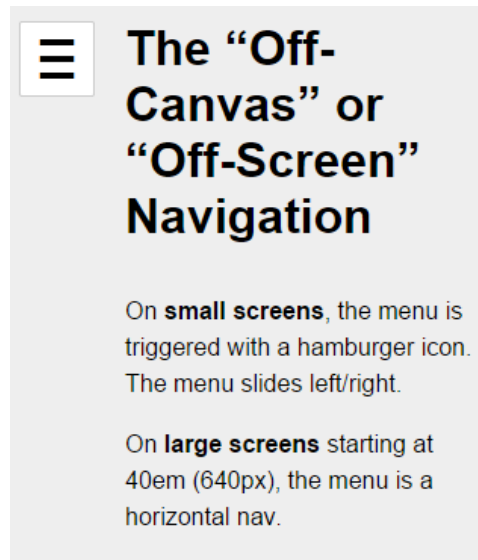 The “Off-
Canvas” or
“Off-Screen”
Navigation
On small screens, the menu is
triggered with a hamburger icon.
The menu slides left/right.
On large screens starting at
40em (640px), the menu is a
horizontal nav.